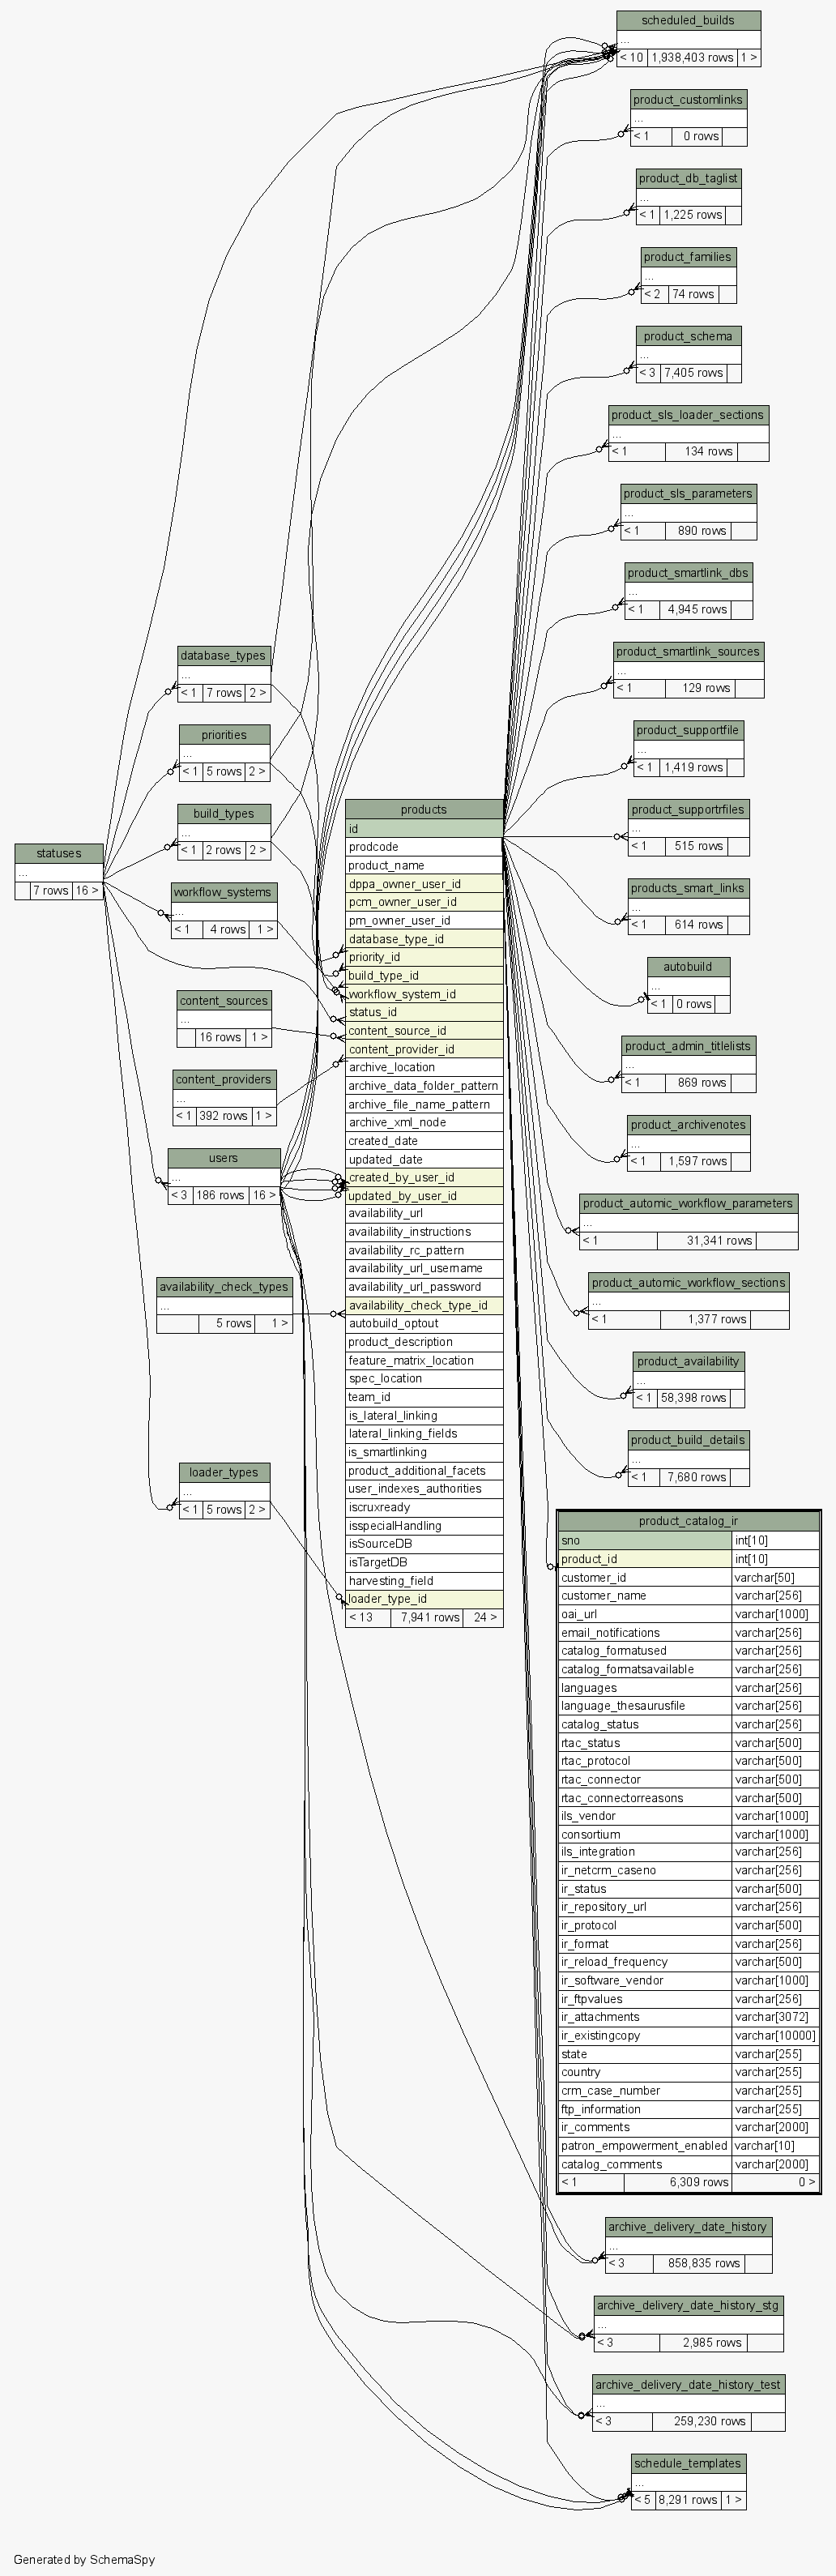 scheduled_builds
...
< 10 1,938,403 rows 1 >
product_customlinks
...
< 1 0 rows
product_db_taglist
...
< 1 1,225 rows
product_families
...
< 2 74 rows
product_schema
...
< 3 7,405 rows
product_sls_loader_sections
...
< 1 134 rows
product_sls_parameters
...
< 1 890 rows
product_smartlink_dbs
...
< 1 4,945 rows
product_smartlink_sources
...
< 1 129 rows
product_supportfile
...
< 1 1,419 rows
product_supportrfiles
...
< 1 515 rows
products_smart_links
...
< 1 614 rows
autobuild
...
< 1 0 rows
product_admin_titlelists
...
< 1 869 rows
product_archivenotes
...
< 1 1,597 rows
product_automic_workflow_parameters
...
< 1 31,341 rows
product_automic_workflow_sections
...
< 1 1,377 rows
product_availability
...
< 1 58,398 rows
product_build_details
...
< 1 7,680 rows
database_types
...
< 1 7 rows 2 >
priorities
...
< 1 5 rows 2 >
build_types
...
< 1 2 rows 2 >
statuses
...
7 rows 16 >
workflow_systems
...
< 1 4 rows 1 >
content_sources
...
16 rows 1 >
content_providers
...
< 1 392 rows 1 >
users
...
< 3 186 rows 16 >
availability_check_types
...
5 rows 1 >
loader_types
...
< 1 5 rows 2 >
products
id
prodcode
product_name
dppa_owner_user_id
pcm_owner_user_id
pm_owner_user_id
database_type_id
priority_id
build_type_id
workflow_system_id
status_id
content_source_id
content_provider_id
archive_location
archive_data_folder_pattern
archive_file_name_pattern
archive_xml_node
created_date
updated_date
created_by_user_id
updated_by_user_id
availability_url
availability_instructions
availability_rc_pattern
availability_url_username
availability_url_password
availability_check_type_id
autobuild_optout
product_description
feature_matrix_location
spec_location
team_id
is_lateral_linking
lateral_linking_fields
is_smartlinking
product_additional_facets
user_indexes_authorities
iscruxready
isspecialHandling
isSourceDB
isTargetDB
harvesting_field
loader_type_id
< 13 7,941 rows 24 >
product_catalog_ir
sno int[10]
product_id int[10]
customer_id varchar[50]
customer_name varchar[256]
oai_url varchar[1000]
email_notifications varchar[256]
catalog_formatused varchar[256]
catalog_formatsavailable varchar[256]
languages varchar[256]
language_thesaurusfile varchar[256]
catalog_status varchar[256]
rtac_status varchar[500]
rtac_protocol varchar[500]
rtac_connector varchar[500]
rtac_connectorreasons varchar[500]
ils_vendor varchar[1000]
consortium varchar[1000]
ils_integration varchar[256]
ir_netcrm_caseno varchar[256]
ir_status varchar[500]
ir_repository_url varchar[256]
ir_protocol varchar[500]
ir_format varchar[256]
ir_reload_frequency varchar[500]
ir_software_vendor varchar[1000]
ir_ftpvalues varchar[256]
ir_attachments varchar[3072]
ir_existingcopy varchar[10000]
state varchar[255]
country varchar[255]
crm_case_number varchar[255]
ftp_information varchar[255]
ir_comments varchar[2000]
patron_empowerment_enabled varchar[10]
catalog_comments varchar[2000]
< 1 6,309 rows 0 >
archive_delivery_date_history
...
< 3 858,835 rows
archive_delivery_date_history_stg
...
< 3 2,985 rows
archive_delivery_date_history_test
...
< 3 259,230 rows
schedule_templates
...
< 5 8,291 rows 1 >
Generated by SchemaSpy